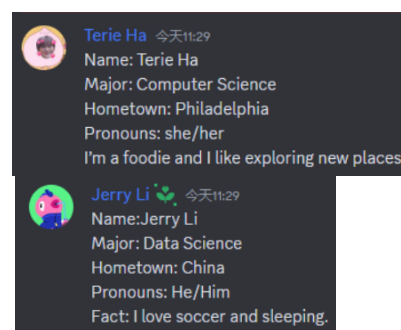 Terie Ha 今天11:29
Name: Terie Ha
Major: Computer Science
Hometown: Philadelphia
Pronouns: she/her
I'm a foodie and I like exploring new places
Jerry Li 今天11:29
Name:Jerry Li
Major: Data Science
Hometown: China
Pronouns: He/Him
Fact: I love soccer and sleeping.